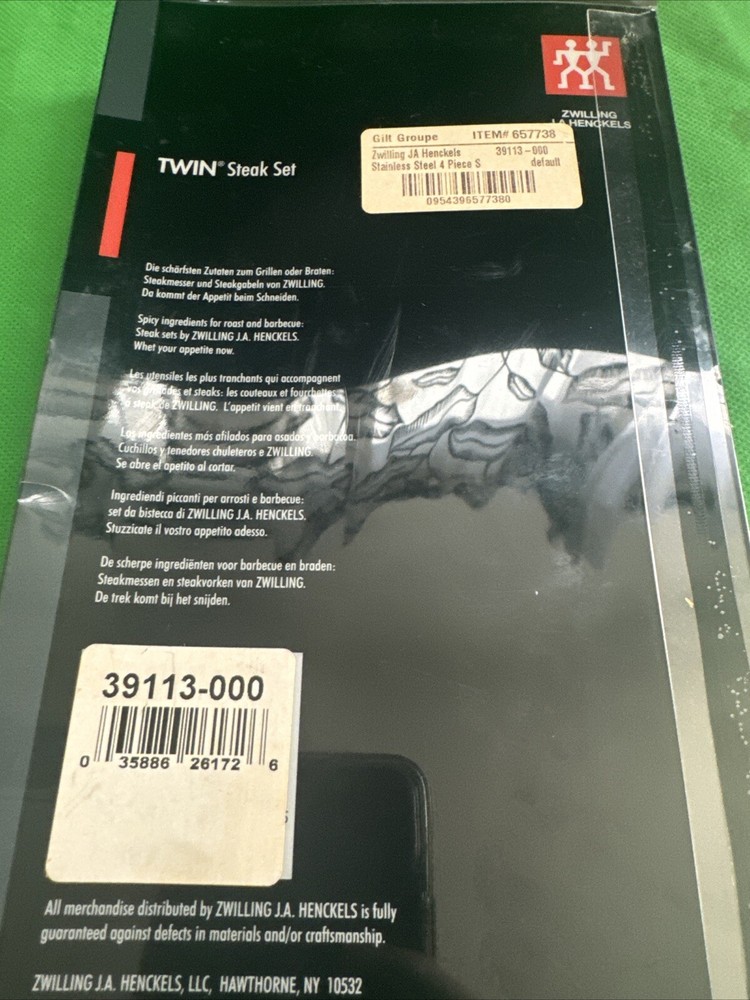 ZWILLING
J.A. HENCKELS
Gilt Groupe ITEM# 657738
Zwilling JA Henckels 39113-000
Stainless Steel 4 Piece S default
0954396577380
TWIN® Steak Set
Die schärfsten Zutaten zum Grillen oder Braten:
Steakmesser und Steakgabeln von ZWILLING.
Da kommt der Appetit beim Schneiden.
Spicy ingredients for roast and barbecue:
Steak sets by ZWILLING J.A. HENCKELS.
Whet your appetite now.
Les utensiles les plus tranchants qui accompagnent
et steaks: les couteaux et fourchettes
à steak de ZWILLING. L'appetit vient en tranchant.
Los ingredientes más afilados para asados y barbacoa.
Cuchillos y tenedores chuleteros e ZWILLING.
Se abre el apetito al cortar.
Ingrediendi piccanti per arrosti e barbecue:
set da bistecca di ZWILLING J.A. HENCKELS.
Stuzzicate il vostro appetito adesso.
De scherpe ingrediënten voor barbecue en braden:
Steakmessen en steakvorken van ZWILLING.
De trek komt bij het snijden.
39113-000
0 35886 26172 6
All merchandise distributed by ZWILLING J.A. HENCKELS is fully
guaranteed against defects in materials and/or craftsmanship.
ZWILLING J.A. HENCKELS, LLC, HAWTHORNE, NY 10532